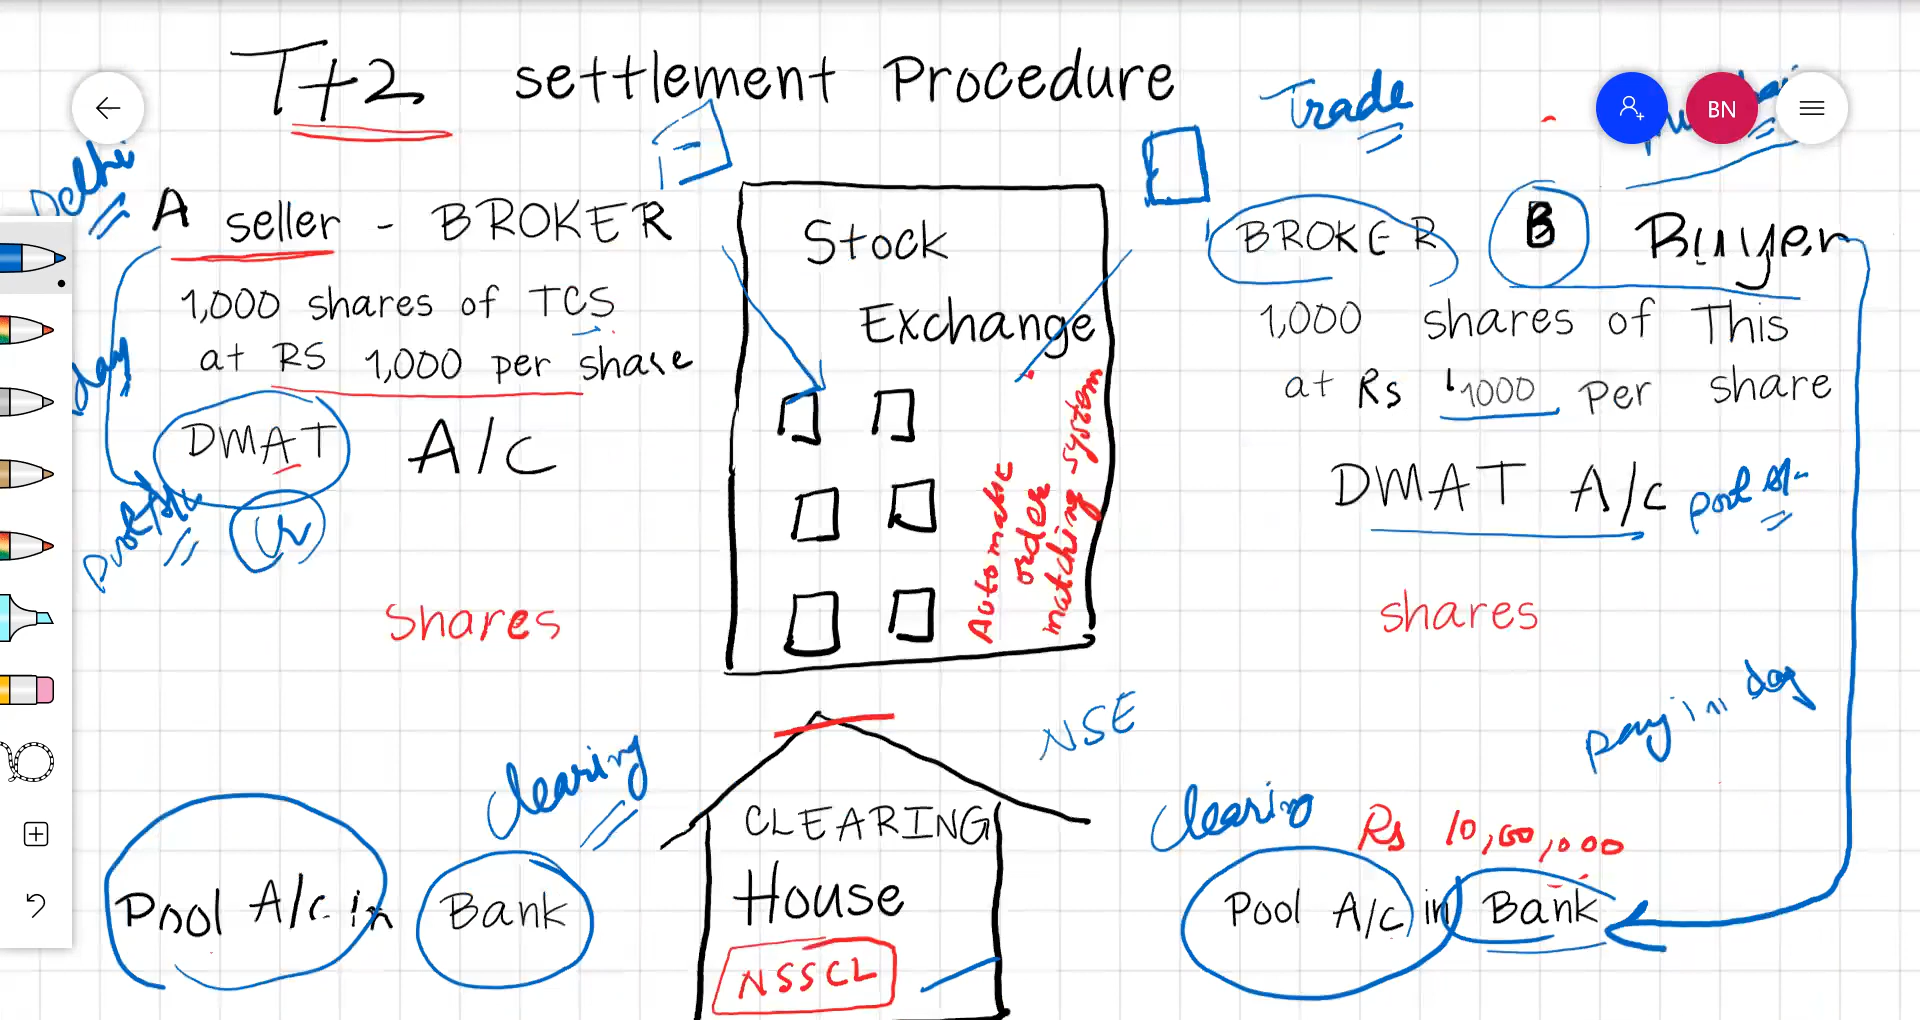 T+2 settlement Procedure
Trade
BN
Delhi
A seller - BROKER
Stock
Exchange
BROKER B Buyer
1,000 shares of TCS
at RS 1,000 per share
1,000 shares of This
at Rs 1000 per share
day
DMAT A/c
DMAT A/c pool A/c
Automatic
order
matching system
Shares
shares
NSE
pay in day
clearing
CLEARING
House
NSSCL
clearing
Rs 10,00,000
Pool A/c in Bank
Pool A/c in Bank